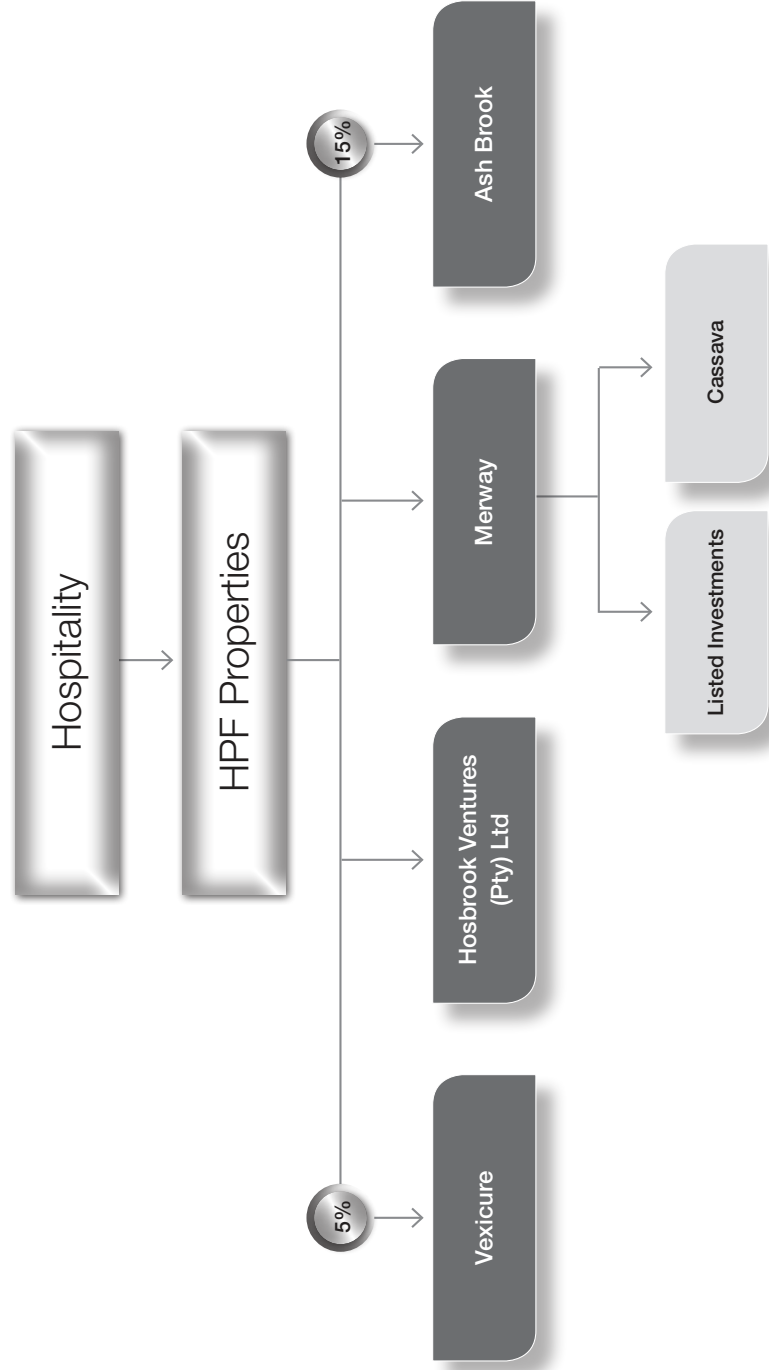 Hospitality
HPF Properties
5%
15%
Vexicure
Hosbrook Ventures
(Pty) Ltd
Merway
Ash Brook
Listed Investments
Cassava